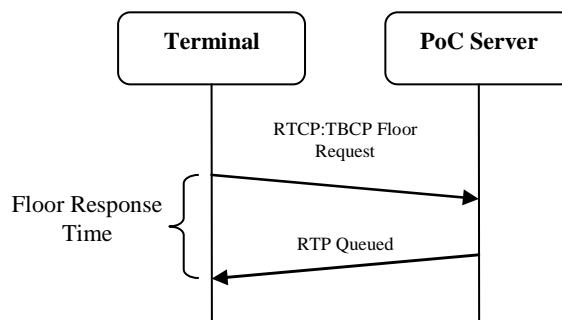 Terminal
PoC Server
RTCP:TBCP Floor
Request
Floor Response
Time
RTP Queued